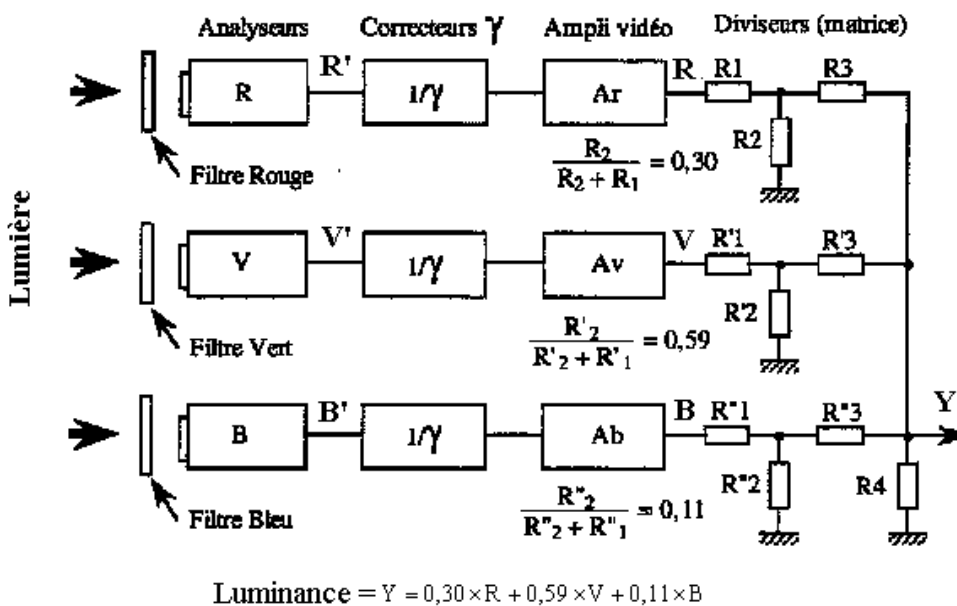 Analyseurs Correcteurs γ Ampli vidéo Diviseurs (matrice)
R R' 1/γ Ar R R1 R3
R2
Filtre Rouge
R₂ / (R₂ + R₁) = 0,30
Lumière
V V' 1/γ Av V R'1 R'3
R'2
Filtre Vert
R'₂ / (R'₂ + R'₁) = 0,59
B B' 1/γ Ab B R"1 R"3 Y
R"2 R4
Filtre Bleu
R"₂ / (R"₂ + R"₁) = 0,11
Luminance = Y = 0,30 × R + 0,59 × V + 0,11 × B